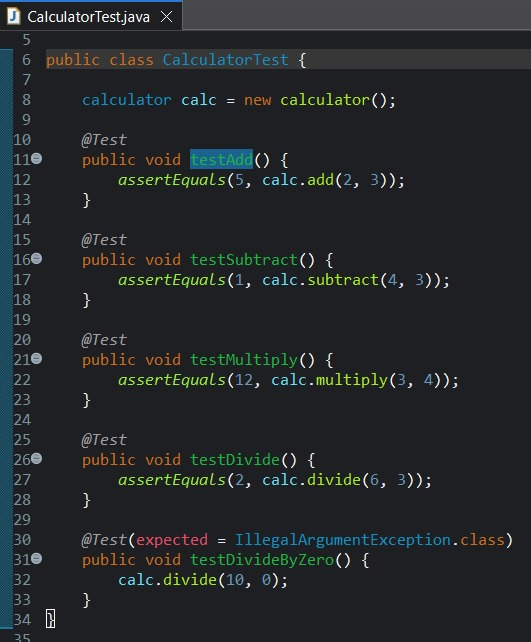 CalculatorTest.java
5
6 public class CalculatorTest {
7
8 calculator calc = new calculator();
9
10 @Test
11 public void testAdd() {
12 assertEquals(5, calc.add(2, 3));
13 }
14
15 @Test
16 public void testSubtract() {
17 assertEquals(1, calc.subtract(4, 3));
18 }
19
20 @Test
21 public void testMultiply() {
22 assertEquals(12, calc.multiply(3, 4));
23 }
24
25 @Test
26 public void testDivide() {
27 assertEquals(2, calc.divide(6, 3));
28 }
29
30 @Test(expected = IllegalArgumentException.class)
31 public void testDivideByZero() {
32 calc.divide(10, 0);
33 }
34 }
35